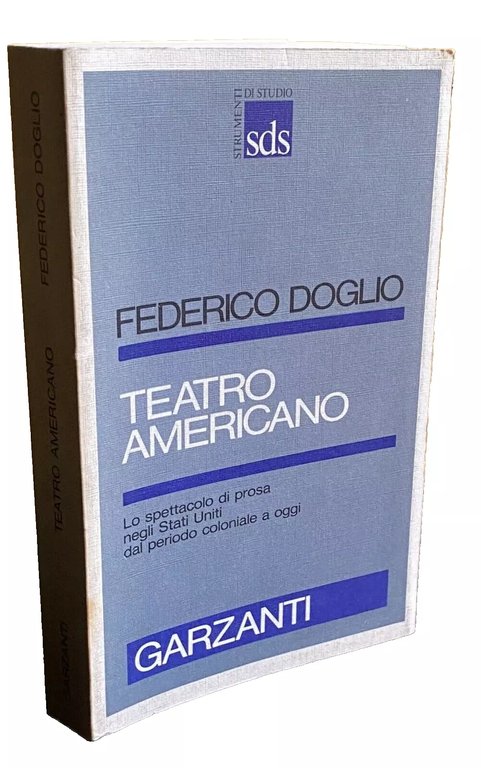 STRUMENTI
DI STUDIO
sds
FEDERICO DOGLIO
TEATRO
AMERICANO
Lo spettacolo di prosa
negli Stati Uniti
dal periodo coloniale a oggi
GARZANTI
FEDERICO DOGLIO
TEATRO AMERICANO
GARZANTI